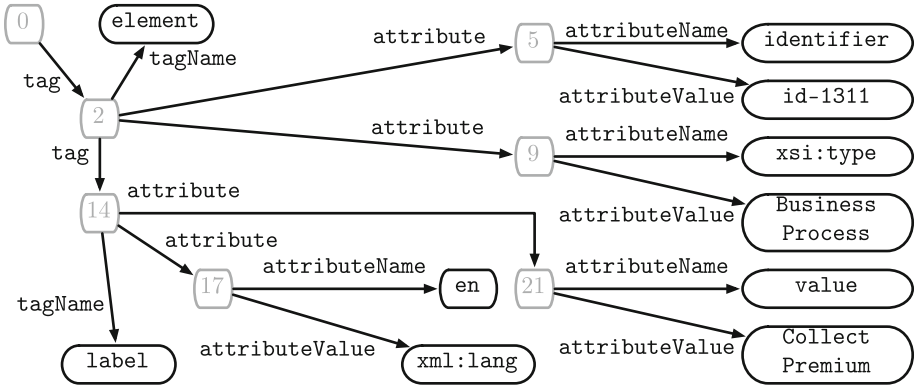 0
element
tagName
tag
attribute
5
attributeName
identifier
attributeValue
id-1311
2
attribute
9
attributeName
xsi:type
attributeValue
Business
Process
tag
14
attribute
attribute
17
attributeName
en
21
attributeName
value
tagName
attributeValue
attributeValue
Collect
Premium
label
xml:lang